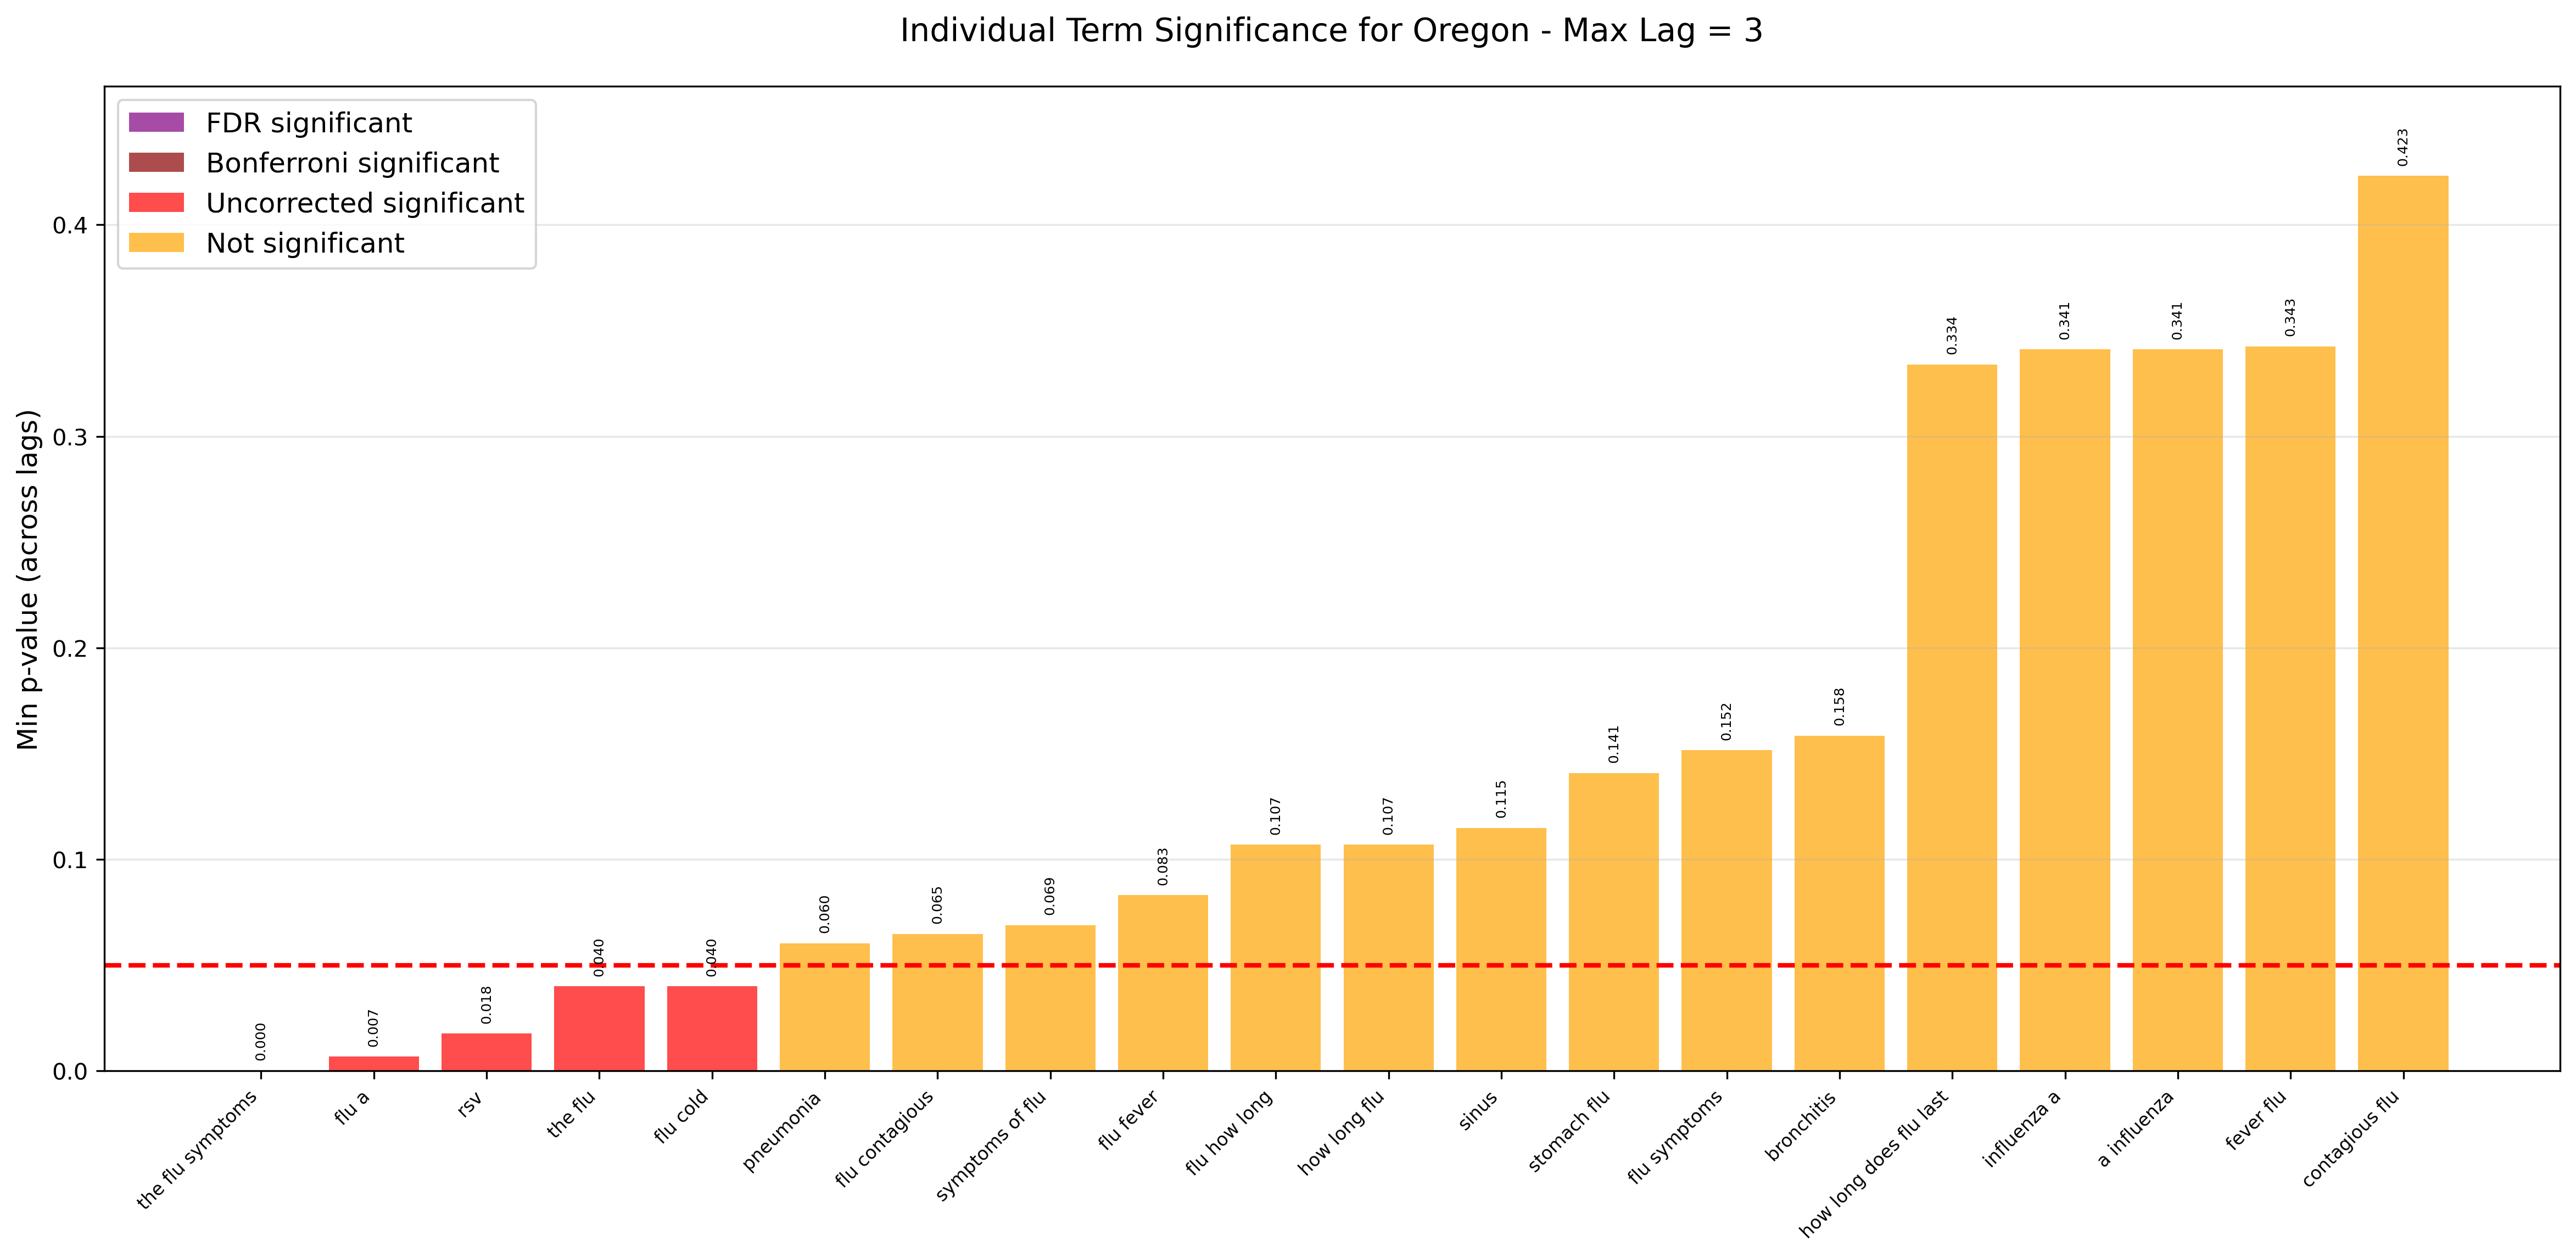 Individual Term Significance for Oregon - Max Lag = 3
FDR significant
Bonferroni significant
Uncorrected significant
Not significant
Min p-value (across lags)
0.4
0.3
0.2
0.1
0.0
0.000
0.007
0.018
0.040
0.040
0.060
0.065
0.069
0.083
0.107
0.107
0.115
0.141
0.152
0.158
0.334
0.341
0.341
0.343
0.423
the flu symptoms
flu a
rsv
the flu
flu cold
pneumonia
flu contagious
symptoms of flu
flu fever
flu how long
how long flu
sinus
stomach flu
flu symptoms
bronchitis
how long does flu last
influenza a
a influenza
fever flu
contagious flu